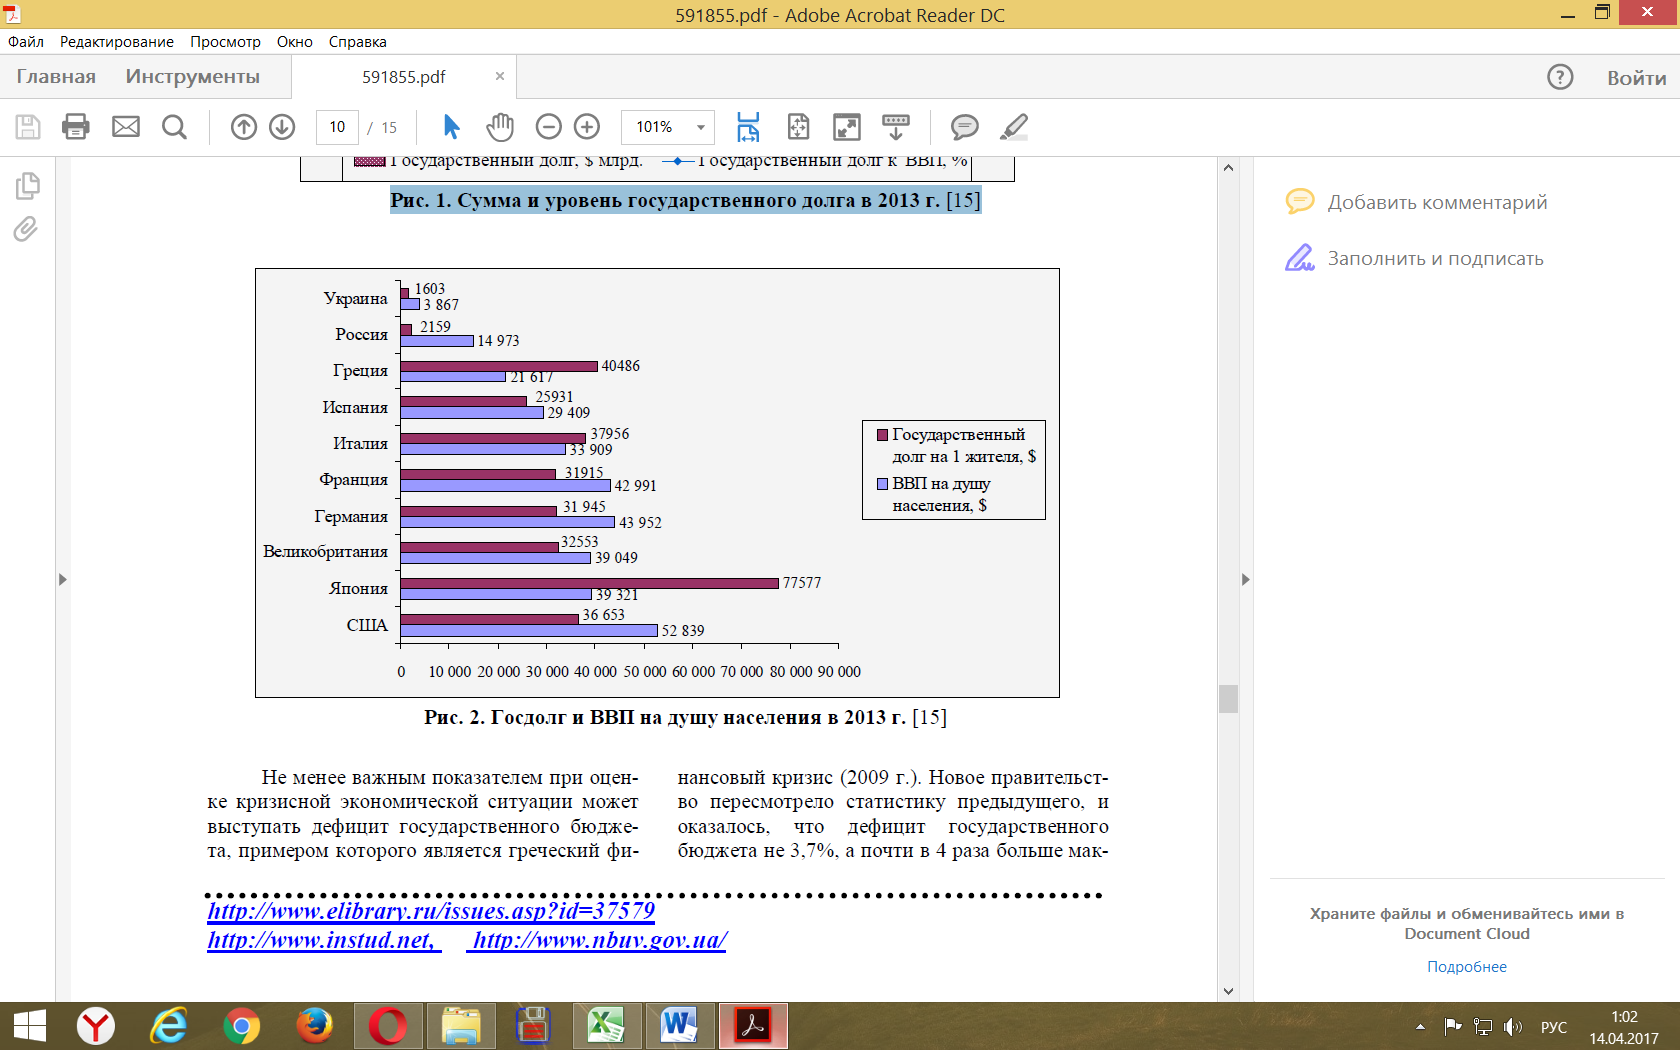 591855.pdf - Adobe Acrobat Reader DC
Файл Редактирование Просмотр Окно Справка
Главная Инструменты 591855.pdf × ? Войти
10 / 15 101%
Государственный долг, $ млрд. Государственный долг к ВВП, %
Рис. 1. Сумма и уровень государственного долга в 2013 г. [15]
Украина 1603
3 867
Россия 2159
14 973
Греция 40486
21 617
Испания 25931
29 409
Италия 37956
33 909
Франция 31915
42 991
Германия 31 945
43 952
Великобритания 32553
39 049
Япония 77577
39 321
США 36 653
52 839
0 10 000 20 000 30 000 40 000 50 000 60 000 70 000 80 000 90 000
Государственный
долг на 1 жителя, $
ВВП на душу
населения, $
Рис. 2. Госдолг и ВВП на душу населения в 2013 г. [15]
Не менее важным показателем при оцен-
ке кризисной экономической ситуации может
выступать дефицит государственного бюдже-
та, примером которого является греческий фи-
нансовый кризис (2009 г.). Новое правительст-
во пересмотрело статистику предыдущего, и
оказалось, что дефицит государственного
бюджета не 3,7%, а почти в 4 раза больше мак-
http://www.elibrary.ru/issues.asp?id=37579
http://www.instud.net, http://www.nbuv.gov.ua/
Добавить комментарий
Заполнить и подписать
Храните файлы и обменивайтесь ими в
Document Cloud
Подробнее
РУС
1:02
14.04.2017